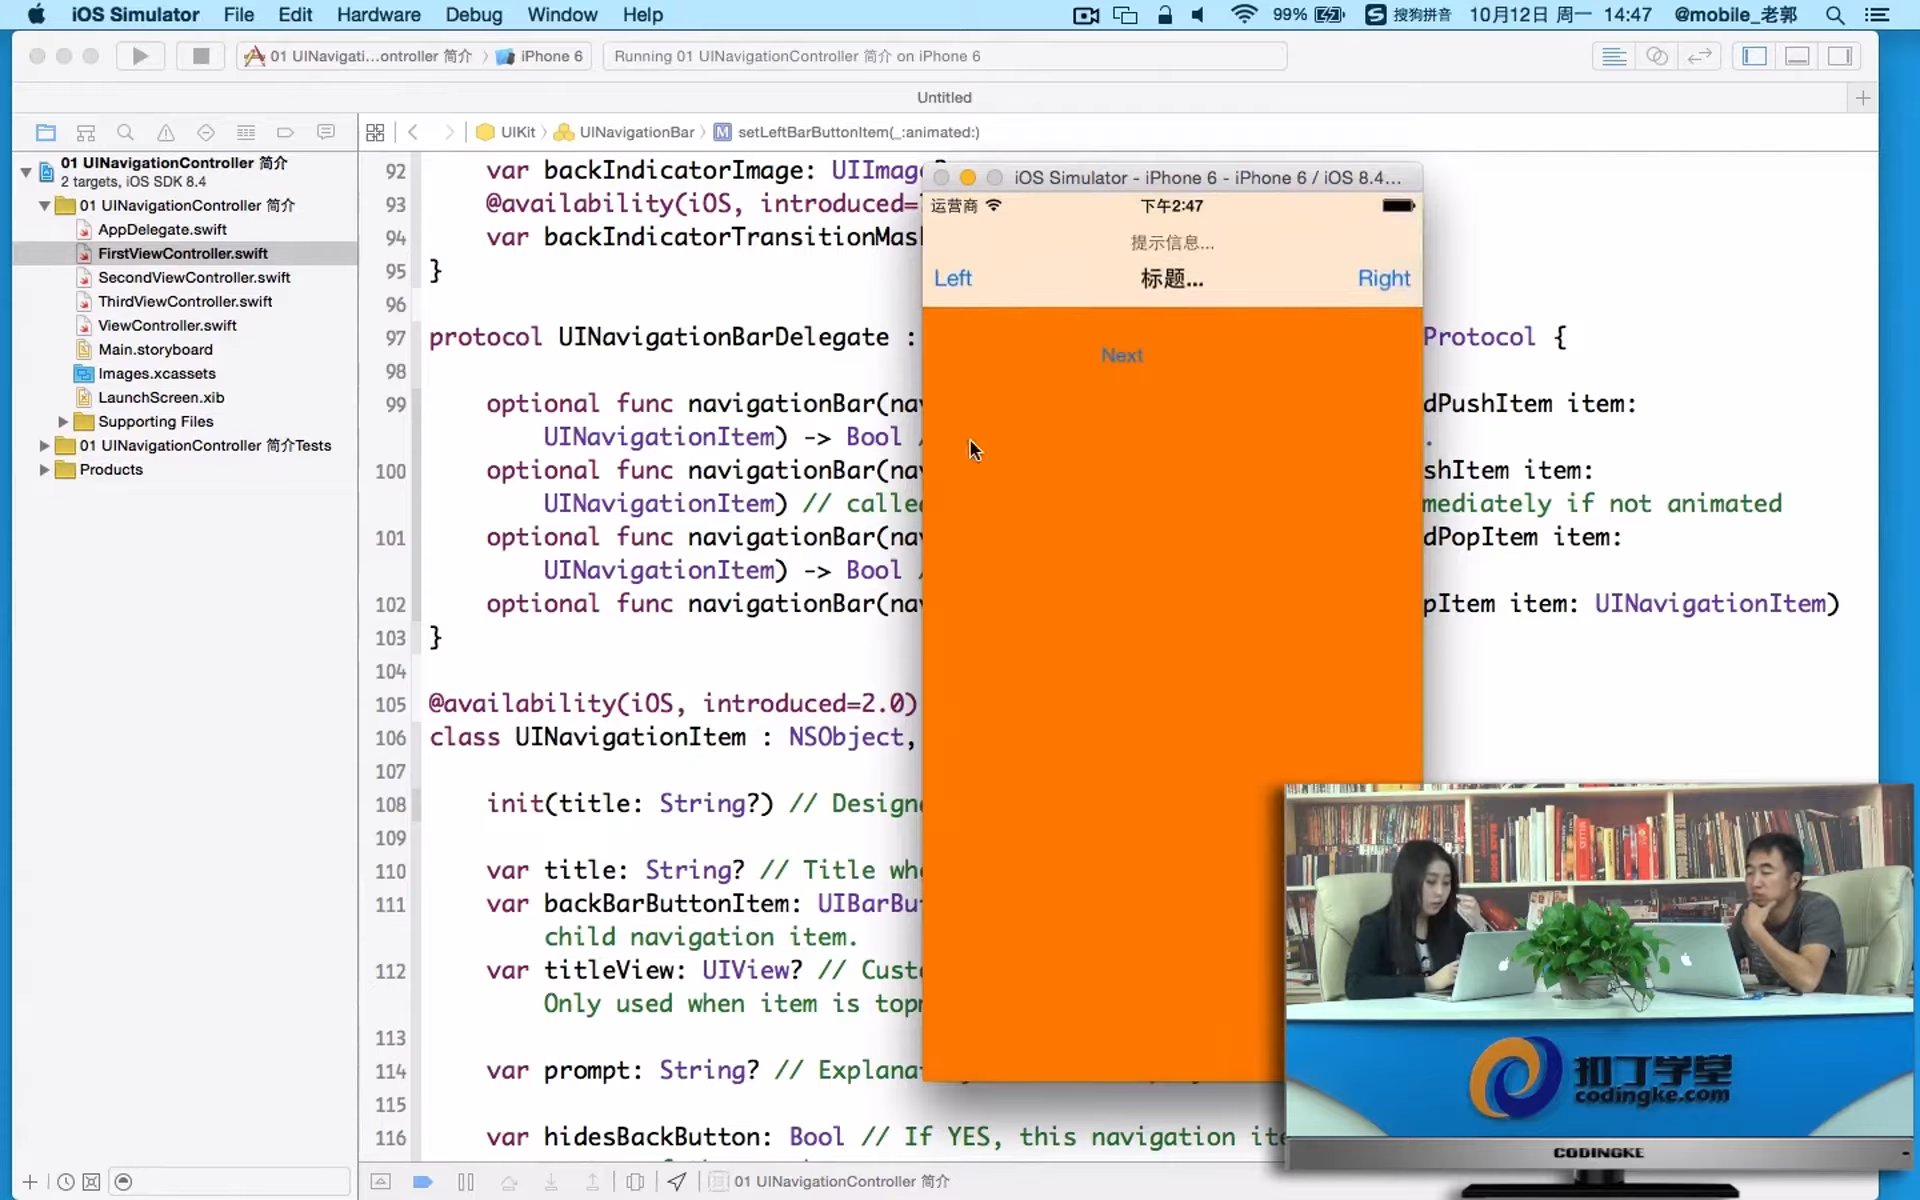 iOS Simulator File Edit Hardware Debug Window Help 99% 搜狗拼音 10月12日 周一 14:47 @mobile_老郭
01 UINavigati...ontroller 简介 iPhone 6 Running 01 UINavigationController 简介 on iPhone 6
Untitled
UIKit UINavigationBar M setLeftBarButtonItem(_:animated:)
01 UINavigationController 简介
2 targets, iOS SDK 8.4
01 UINavigationController 简介
AppDelegate.swift
FirstViewController.swift
SecondViewController.swift
ThirdViewController.swift
ViewController.swift
Main.storyboard
Images.xcassets
LaunchScreen.xib
Supporting Files
01 UINavigationController 简介Tests
Products
92 var backIndicatorImage: UIImage?
93 @availability(iOS, introduced=
94 var backIndicatorTransitionMas
95 }
96
97 protocol UINavigationBarDelegate : Protocol {
98
99 optional func navigationBar(na dPushItem item:
UINavigationItem) -> Bool / .
100 optional func navigationBar(na shItem item:
UINavigationItem) // calle mediately if not animated
101 optional func navigationBar(na dPopItem item:
UINavigationItem) -> Bool /
102 optional func navigationBar(na pItem item: UINavigationItem)
103 }
104
105 @availability(iOS, introduced=2.0)
106 class UINavigationItem : NSObject,
107
108 init(title: String?) // Design
109
110 var title: String? // Title wh
111 var backBarButtonItem: UIBarBu
child navigation item.
112 var titleView: UIView? // Cust
Only used when item is top
113
114 var prompt: String? // Explana
115
116 var hidesBackButton: Bool // If YES, this navigation ite
iOS Simulator - iPhone 6 - iPhone 6 / iOS 8.4...
运营商 下午2:47
提示信息...
Left 标题... Right
Next
扣丁学堂
codingke.com
CODINGKE
01 UINavigationController 简介